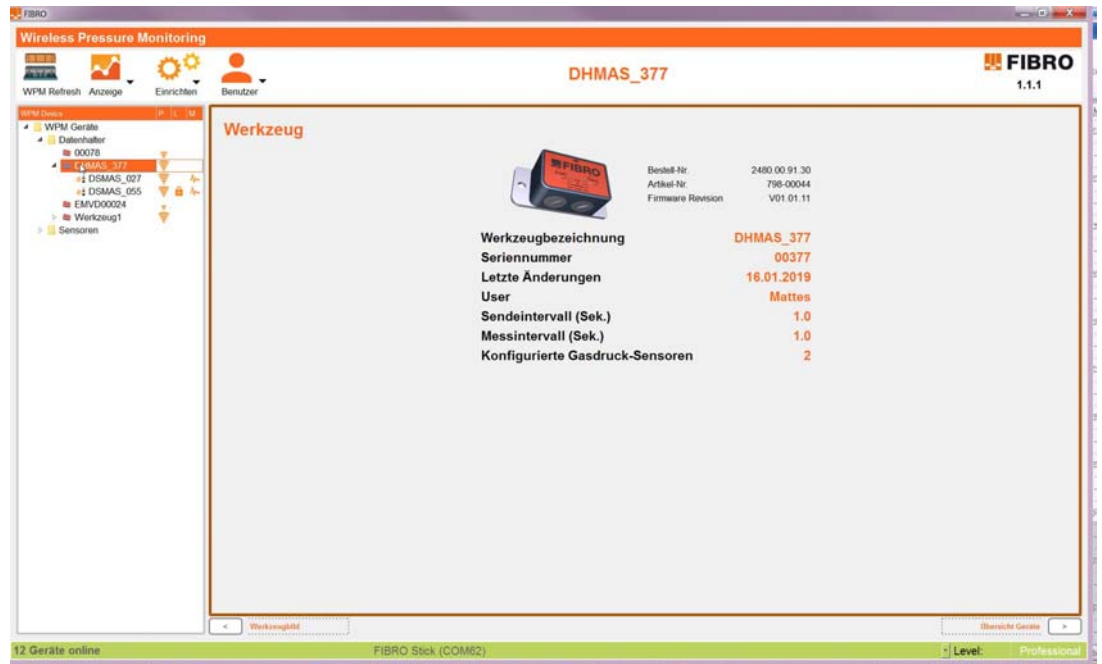 FIBRO
Wireless Pressure Monitoring
WPM Refresh Anzeige Einrichten Benutzer
DHMAS_377
FIBRO
1.1.1
WPM Device P L M
WPM Geräte
Datenhalter
00078
DHMAS_377
DSMAS_027
DSMAS_055
EMVD00024
Werkzeug1
Sensoren
Werkzeug
FIBRO
Bestell-Nr. 2480.00.91.30
Artikel-Nr. 798-00044
Firmware Revision V01.01.11
Werkzeugbezeichnung DHMAS_377
Seriennummer 00377
Letzte Änderungen 16.01.2019
User Mattes
Sendeintervall (Sek.) 1.0
Messintervall (Sek.) 1.0
Konfigurierte Gasdruck-Sensoren 2
< Werkzeugbild
Übersicht Geräte >
12 Geräte online FIBRO Stick (COM62) Level: Professional